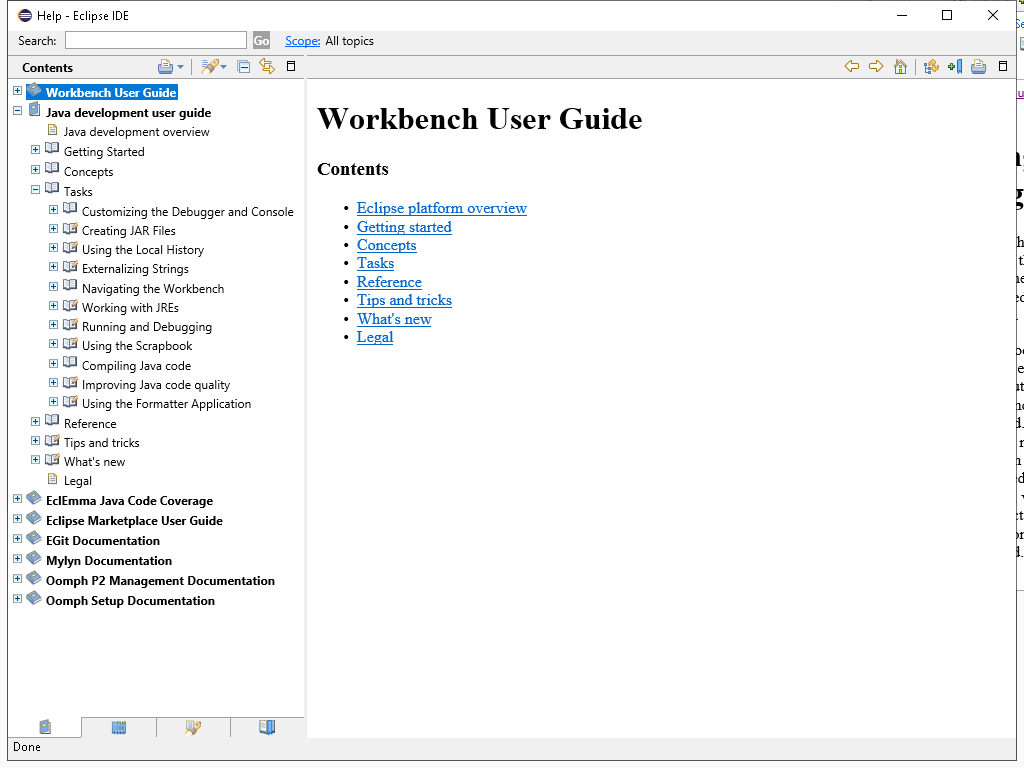 Help - Eclipse IDE
Search:
Go
Scope: All topics
Contents
Workbench User Guide
Java development user guide
Java development overview
Getting Started
Concepts
Tasks
Customizing the Debugger and Console
Creating JAR Files
Using the Local History
Externalizing Strings
Navigating the Workbench
Working with JREs
Running and Debugging
Using the Scrapbook
Compiling Java code
Improving Java code quality
Using the Formatter Application
Reference
Tips and tricks
What's new
Legal
EclEmma Java Code Coverage
Eclipse Marketplace User Guide
EGit Documentation
Mylyn Documentation
Oomph P2 Management Documentation
Oomph Setup Documentation
Workbench User Guide
Contents
Eclipse platform overview
Getting started
Concepts
Tasks
Reference
Tips and tricks
What's new
Legal
Done